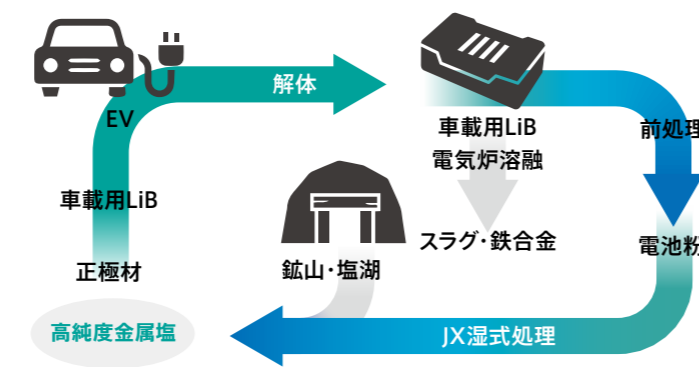 解体
EV
車載用LiB
電気炉溶融
前処理
車載用LiB
スラグ・鉄合金
電池粉
正極材
鉱山・塩湖
高純度金属塩
JX湿式処理